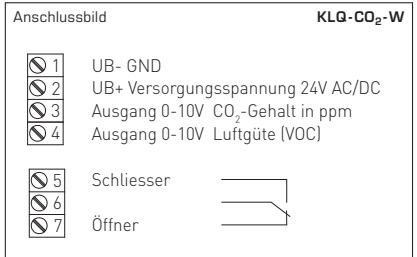 Anschlussbild KLQ-CO₂-W
1 UB- GND
2 UB+ Versorgungsspannung 24V AC/DC
3 Ausgang 0-10V CO₂-Gehalt in ppm
4 Ausgang 0-10V Luftgüte (VOC)
5 Schliesser
6
7 Öffner